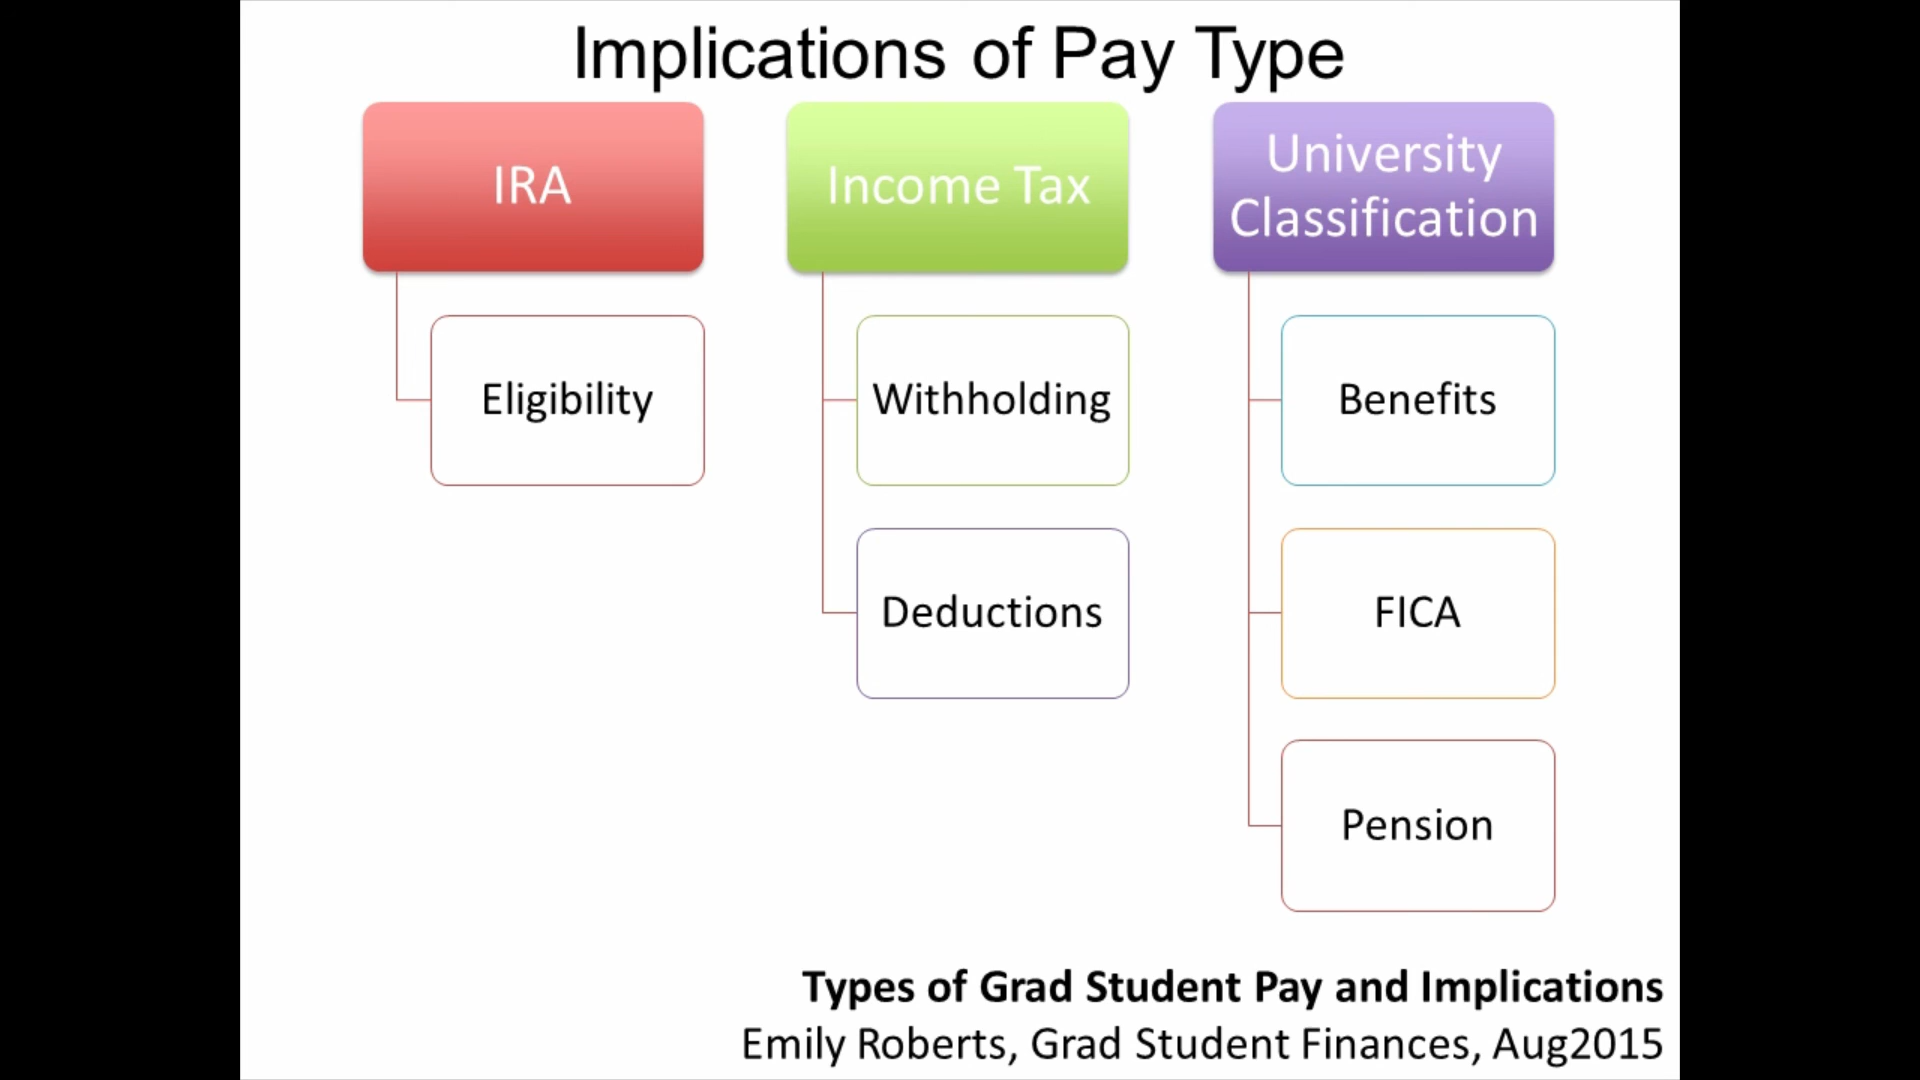 Implications of Pay Type
IRA
Eligibility
Income Tax
Withholding
Deductions
University
Classification
Benefits
FICA
Pension
Types of Grad Student Pay and Implications
Emily Roberts, Grad Student Finances, Aug2015